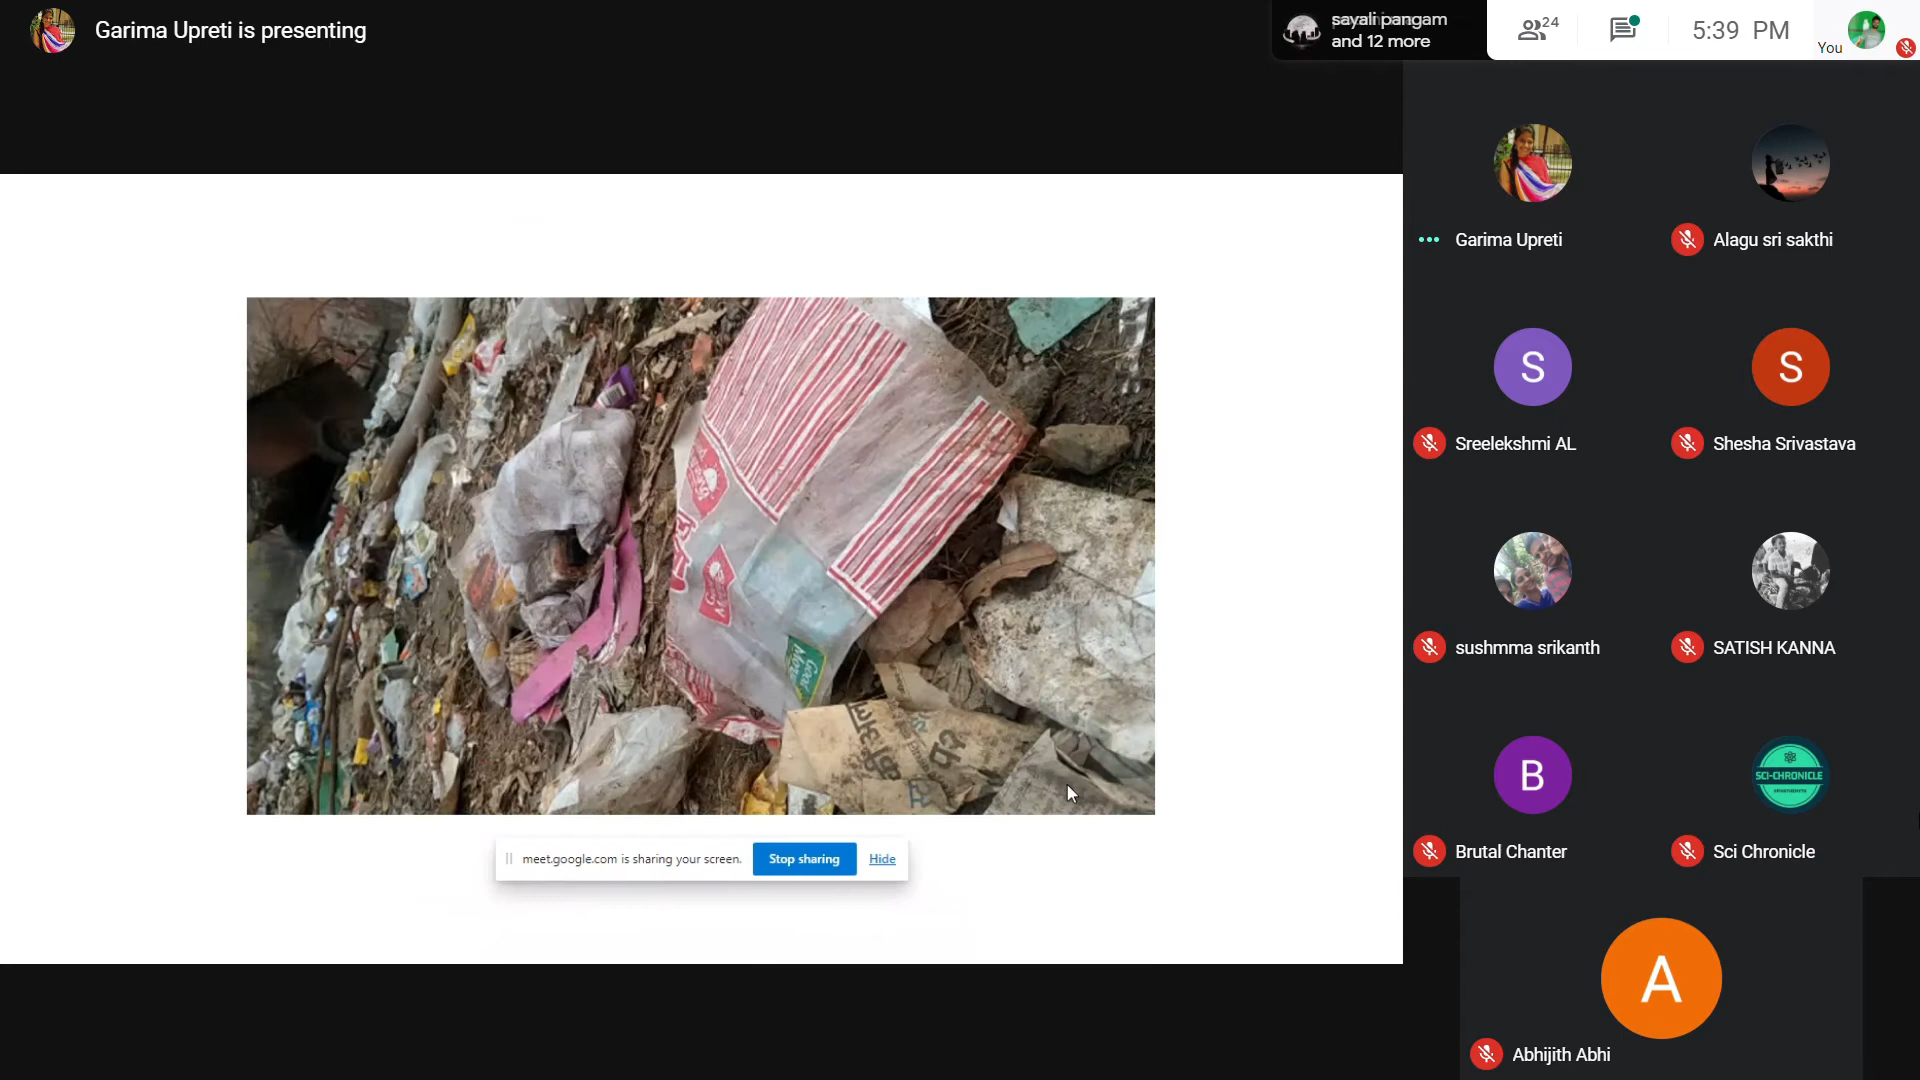 Garima Upreti is presenting
sayali pangam
and 12 more
24
5:39 PM
You
Garima Upreti
Alagu sri sakthi
S
S
Sreelekshmi AL
Shesha Srivastava
sushmma srikanth
SATISH KANNA
Good
B
SCI-CHRONICLE
Brutal Chanter
Sci Chronicle
meet.google.com is sharing your screen.
Stop sharing
Hide
A
Abhijith Abhi